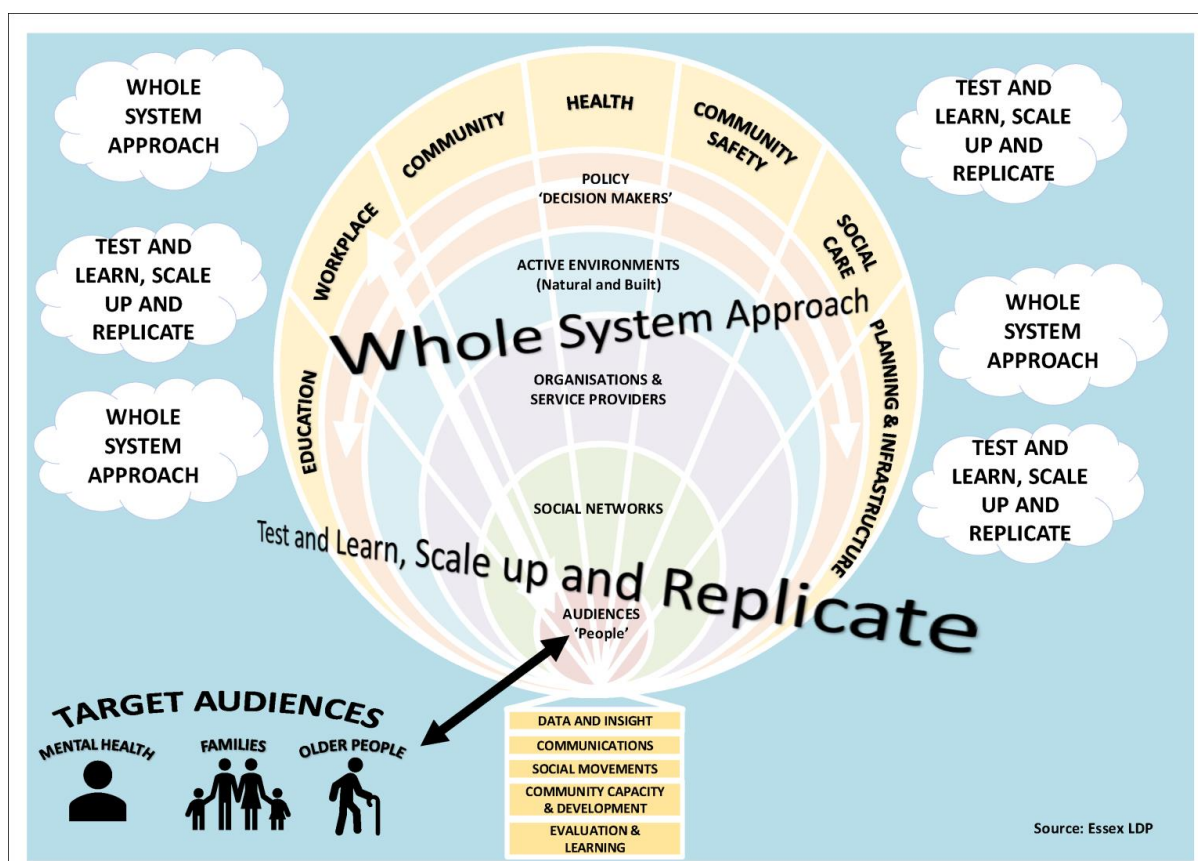 WHOLE
SYSTEM
APPROACH
TEST AND
LEARN, SCALE
UP AND
REPLICATE
WHOLE
SYSTEM
APPROACH
EDUCATION
WORKPLACE
COMMUNITY
HEALTH
COMMUNITY
SAFETY
SOCIAL
CARE
PLANNING & INFRASTRUCTURE
POLICY
‘DECISION MAKERS’
ACTIVE ENVIRONMENTS
(Natural and Built)
Whole System Approach
ORGANISATIONS &
SERVICE PROVIDERS
SOCIAL NETWORKS
Test and Learn, Scale up and Replicate
AUDIENCES
‘People’
TEST AND
LEARN, SCALE
UP AND
REPLICATE
WHOLE
SYSTEM
APPROACH
TEST AND
LEARN, SCALE
UP AND
REPLICATE
TARGET AUDIENCES
MENTAL HEALTH
FAMILIES
OLDER PEOPLE
DATA AND INSIGHT
COMMUNICATIONS
SOCIAL MOVEMENTS
COMMUNITY CAPACITY
& DEVELOPMENT
EVALUATION &
LEARNING
Source: Essex LDP